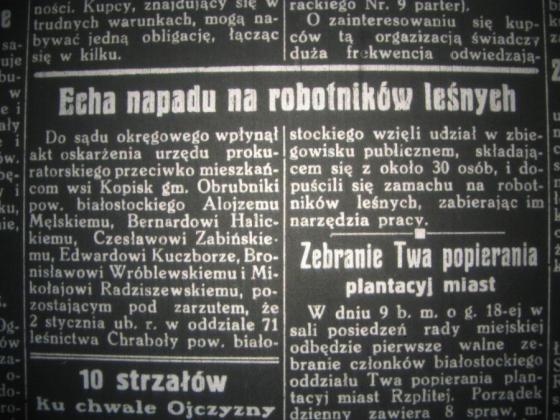 ności. Kupcy, znajdujący się w
trudnych warunkach, mogą na-
bywać jedną obligację, łącząc
się w kilku.
rackiego Nr. 9 parter).
O zainteresowaniu się kup-
ców tą orgazizacją świadczy
duża frekwencja odwiedzają-
Echa napadu na robotników leśnych
Do sądu okręgowego wpłynął
akt oskarżenia urzędu proku-
ratorskiego przeciwko mieszkań-
com wsi Kopisk gm. Obrubniki
pow. białostockiego Alojzemu
Męlskiemu, Bernardowi Halic-
kiemu, Czesławowi Żabińskie-
mu, Edwardowi Kuczborze, Bro-
nisławowi Wróblewskiemu i Mi-
kołajowi Radziszewskiemu, po-
zostającym pod zarzutem, że
2 stycznia ub. r. w oddziale 71
leśnictwa Chraboły pow. biało-
stockiego wzięli udział w zbie-
gowisku publicznem, składają-
cem się z około 30 osób, i do-
puścili się zamachu na robot-
ników leśnych, zabierając im
narzędzia pracy.
10 strzałów
ku chwale Ojczyzny
Zebranie Twa popierania
plantacyj miast
W dniu 9 b. m. o g. 18-ej w
sali posiedzeń rady miejskiej
odbędzie pierwsze walne ze-
branie członków białostockiego
oddziału Twa popierania plan-
tacyj miast Rzplitej. Porządek
dzienny zawiera 8 spraw, m.